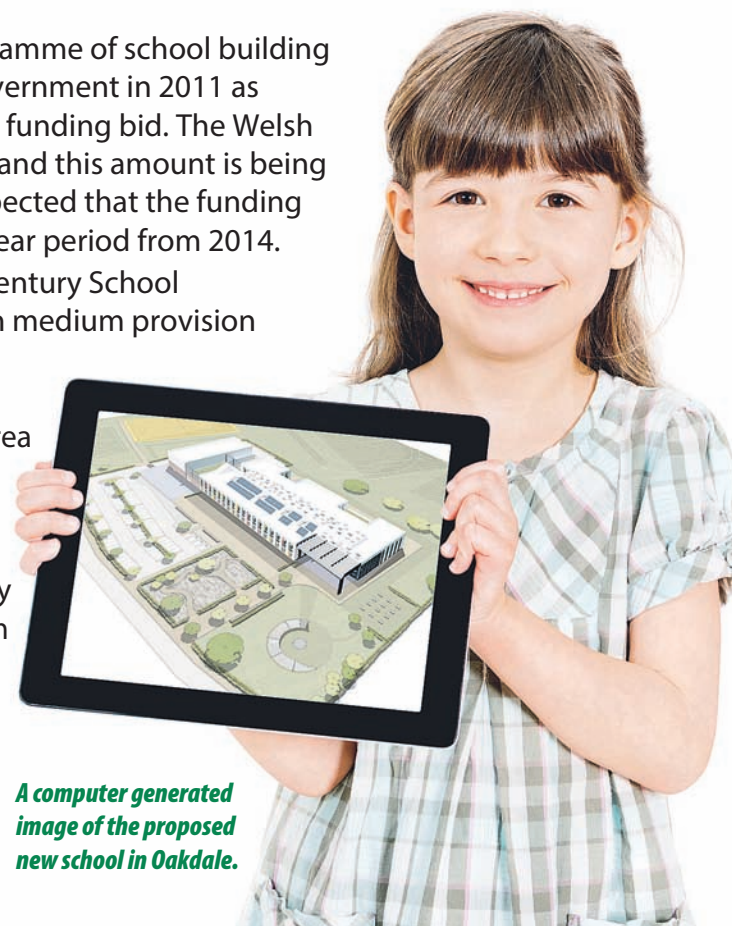 amme of school building
vernment in 2011 as
funding bid. The Welsh
and this amount is being
pected that the funding
ear period from 2014.
entury School
medium provision
rea
y
A computer generated
image of the proposed
new school in Oakdale.